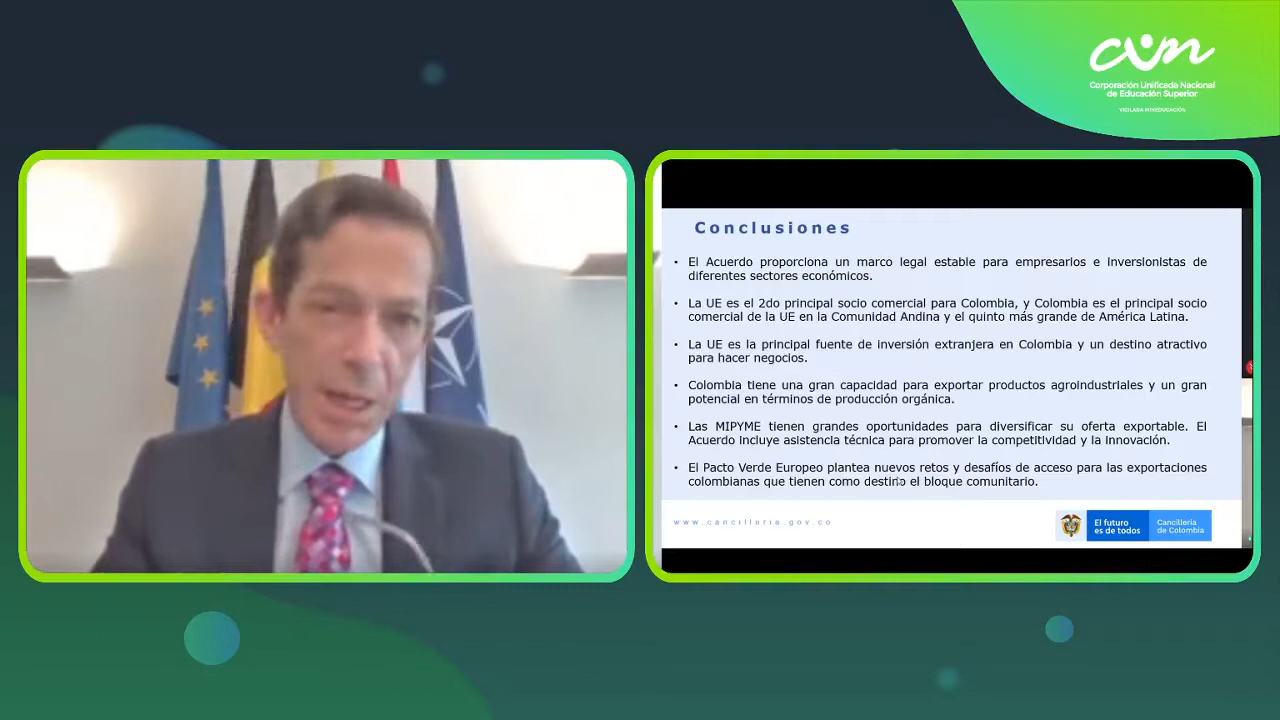 cun
Corporación Unificada Nacional
de Educación Superior
VIGILADA MINEDUCACIÓN
Conclusiones
• El Acuerdo proporciona un marco legal estable para empresarios e inversionistas de
diferentes sectores económicos.
• La UE es el 2do principal socio comercial para Colombia, y Colombia es el principal socio
comercial de la UE en la Comunidad Andina y el quinto más grande de América Latina.
• La UE es la principal fuente de inversión extranjera en Colombia y un destino atractivo
para hacer negocios.
• Colombia tiene una gran capacidad para exportar productos agroindustriales y un gran
potencial en términos de producción orgánica.
• Las MIPYME tienen grandes oportunidades para diversificar su oferta exportable. El
Acuerdo incluye asistencia técnica para promover la competitividad y la innovación.
• El Pacto Verde Europeo plantea nuevos retos y desafíos de acceso para las exportaciones
colombianas que tienen como destino el bloque comunitario.
www.cancilleria.gov.co
El futuro
es de todos
Cancillería
de Colombia